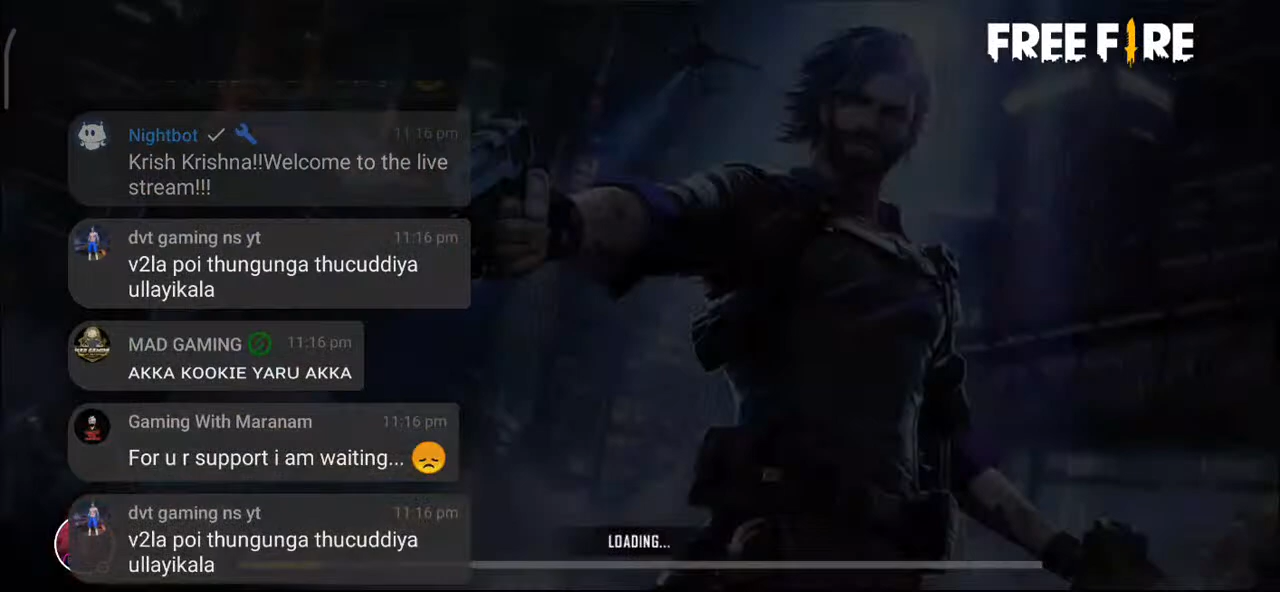 FREE FIRE
Nightbot 11:16 pm
Krish Krishna!!Welcome to the live
stream!!!
dvt gaming ns yt 11:16 pm
v2la poi thungunga thucuddiya
ullayikala
MAD GAMING 11:16 pm
AKKA KOOKIE YARU AKKA
Gaming With Maranam 11:16 pm
For u r support i am waiting... 😞
dvt gaming ns yt 11:16 pm
v2la poi thungunga thucuddiya
ullayikala
LOADING...